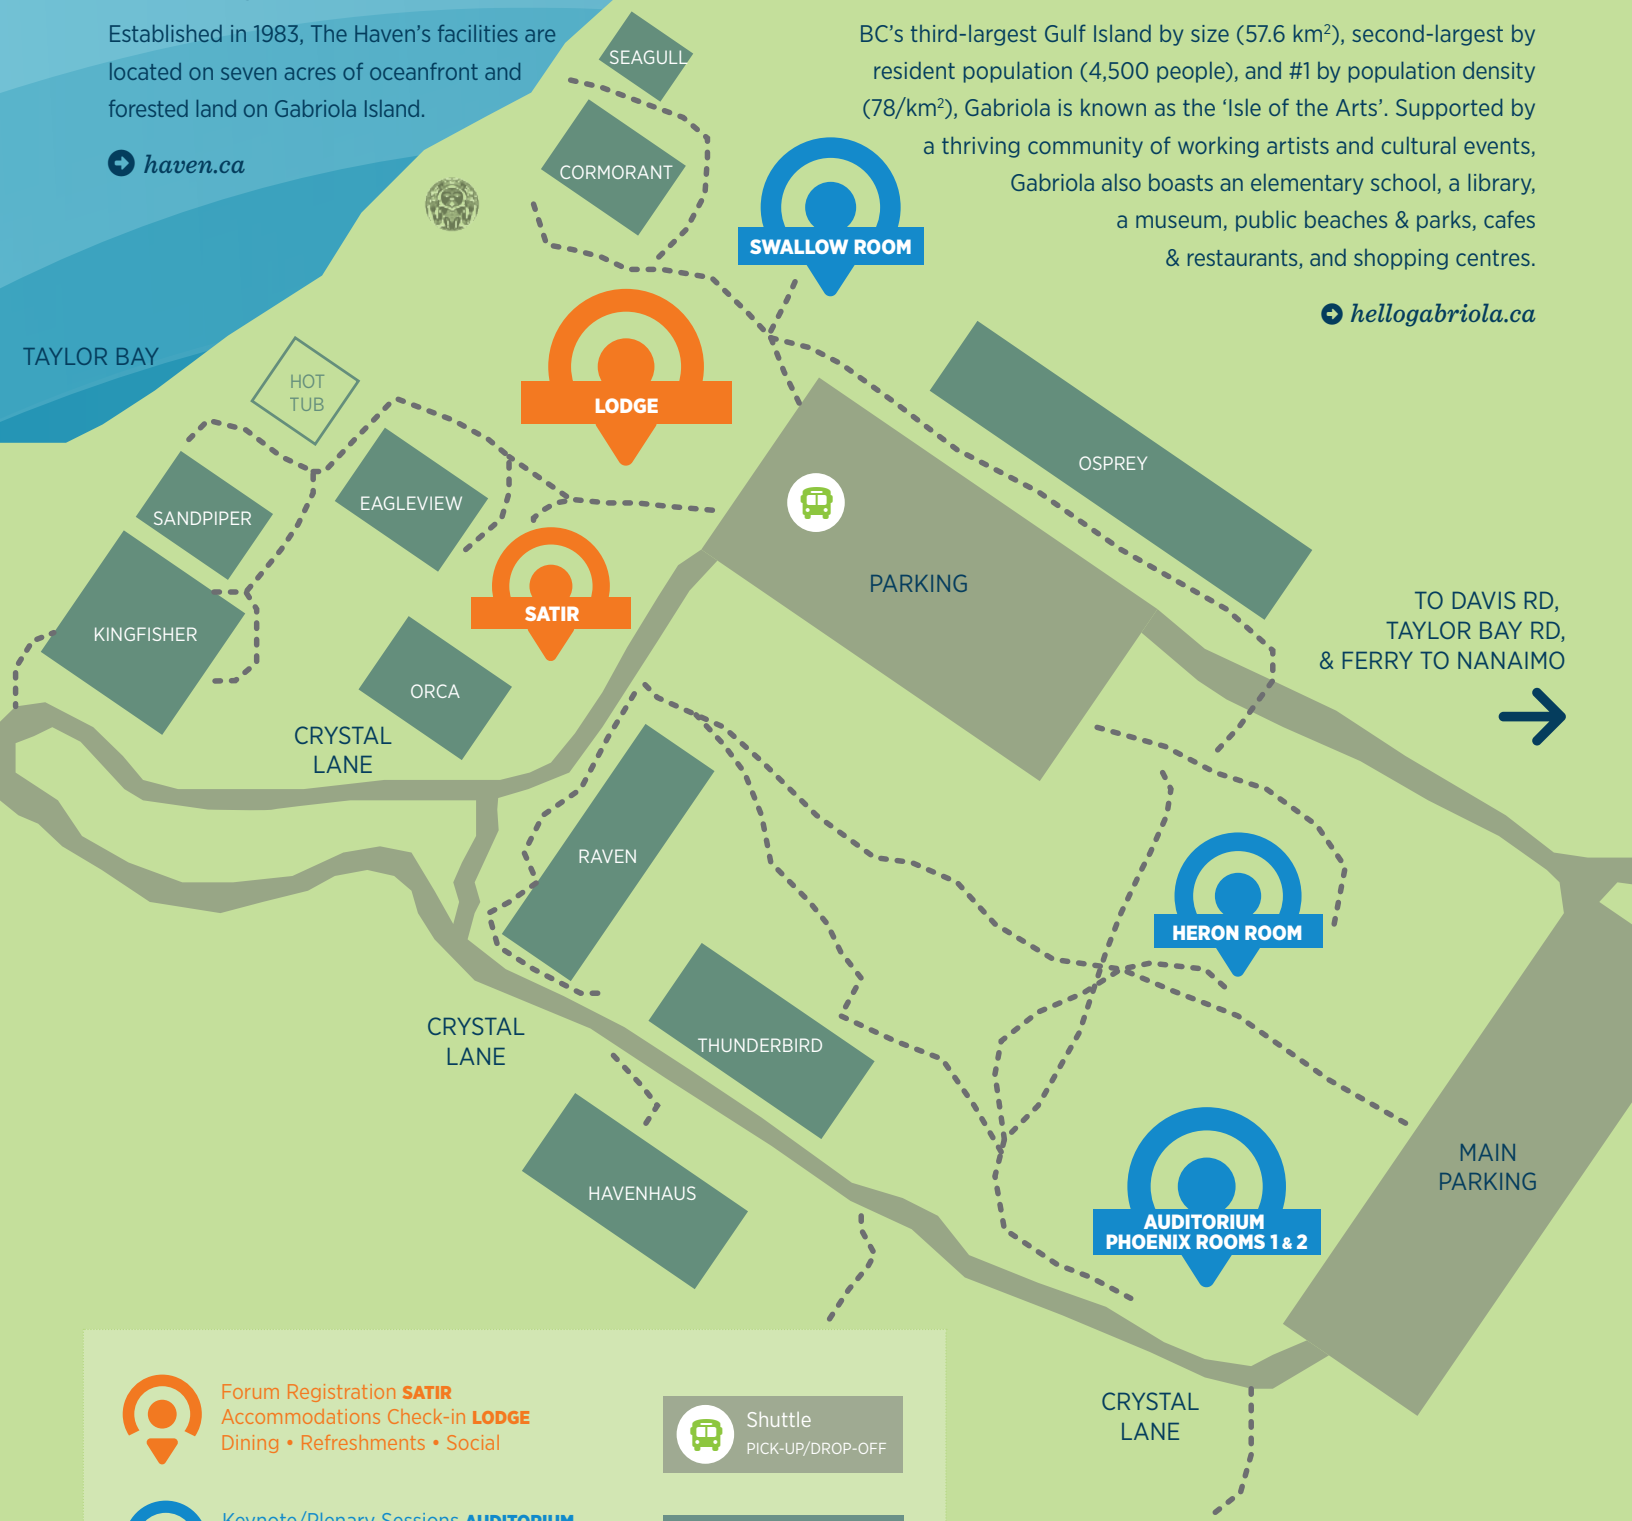 Established in 1983, The Haven's facilities are
located on seven acres of oceanfront and
forested land on Gabriola Island.
haven.ca
BC's third-largest Gulf Island by size (57.6 km²), second-largest by
resident population (4,500 people), and #1 by population density
(78/km²), Gabriola is known as the ‘Isle of the Arts’. Supported by
a thriving community of working artists and cultural events,
Gabriola also boasts an elementary school, a library,
a museum, public beaches & parks, cafes
& restaurants, and shopping centres.
hellogabriola.ca
SEAGULL
CORMORANT
SWALLOW ROOM
TAYLOR BAY
HOT
TUB
LODGE
OSPREY
EAGLEVIEW
SANDPIPER
PARKING
SATIR
KINGFISHER
TO DAVIS RD,
TAYLOR BAY RD,
& FERRY TO NANAIMO
ORCA
CRYSTAL
LANE
RAVEN
HERON ROOM
CRYSTAL
LANE
THUNDERBIRD
MAIN
PARKING
HAVENHAUS
AUDITORIUM
PHOENIX ROOMS 1 & 2
CRYSTAL
LANE
Forum Registration SATIR
Accommodations Check-in LODGE
Dining • Refreshments • Social
Shuttle
PICK-UP/DROP-OFF
Keynote/Plenary Sessions AUDITORIUM